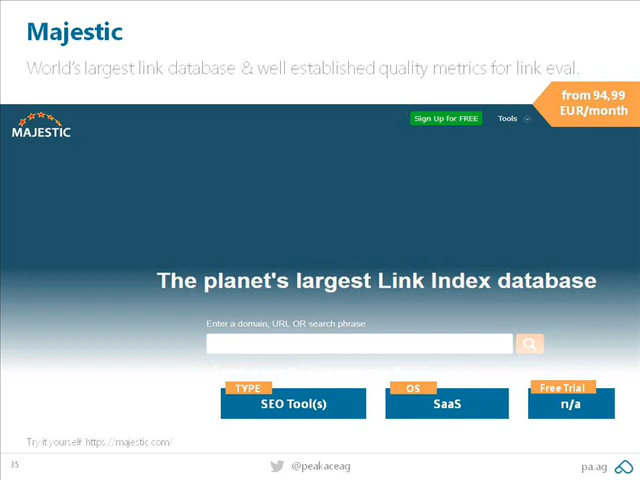 Majestic
World's largest link database & well established quality metrics for link eval.
from 94,99
EUR/month
MAJESTIC
Sign Up for FREE
Tools
The planet's largest Link Index database
Enter a domain, URL OR search phrase
TYPE
SEO Tool(s)
OS
SaaS
Free Trial
n/a
Try it yourself: https://majestic.com/
35
@peakaceag
pa.ag